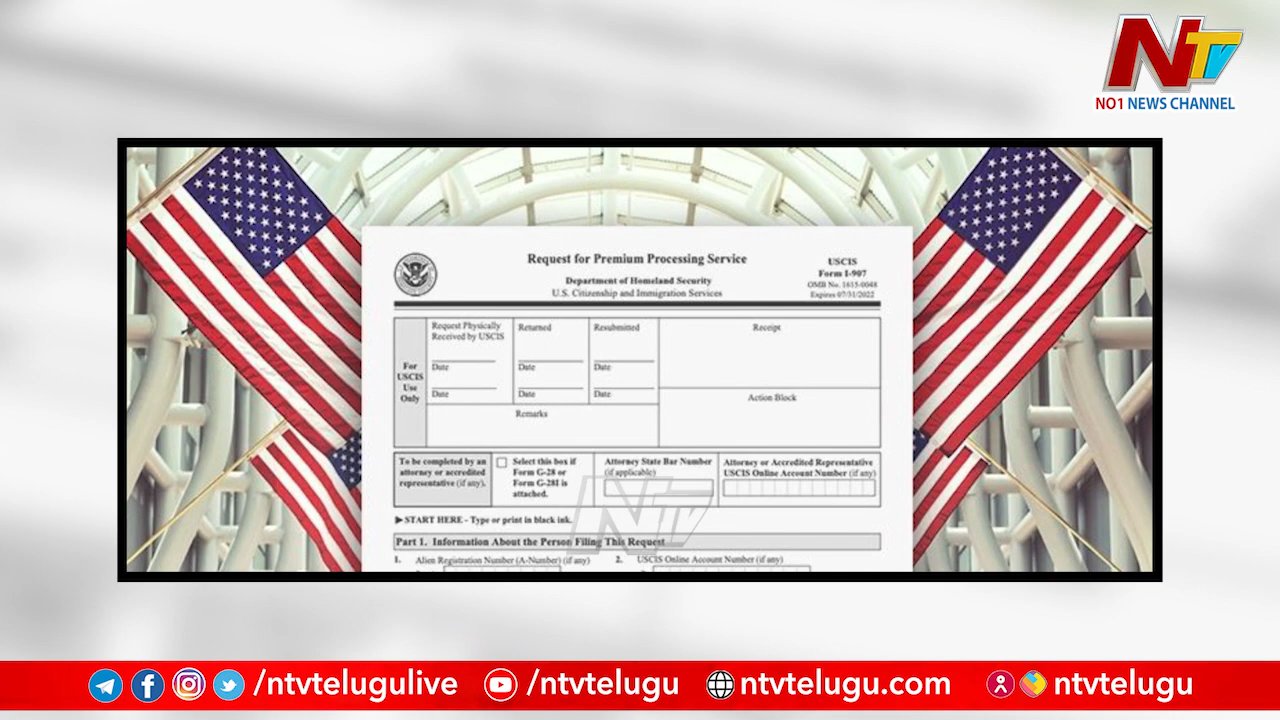 NTV
NO1 NEWS CHANNEL
Request for Premium Processing Service
Department of Homeland Security
U.S. Citizenship and Immigration Services
USCIS
Form I-907
OMB No. 1615-0048
Expires 07/31/2022
For
USCIS
Use
Only
Request Physically
Received by USCIS
Date
Date
Returned
Date
Date
Resubmitted
Date
Date
Receipt
Remarks
Action Block
To be completed by an
attorney or accredited
representative (if any).
Select this box if
Form G-28 or
Form G-28I is
attached.
Attorney State Bar Number
(if applicable)
Attorney or Accredited Representative
USCIS Online Account Number (if any)
NTV
▶ START HERE - Type or print in black ink.
Part 1. Information About the Person Filing This Request
1. Alien Registration Number (A-Number) (if any)
2. USCIS Online Account Number (if any)
/ntvtelugulive
/ntvtelugu
ntvtelugu.com
ntvtelugu